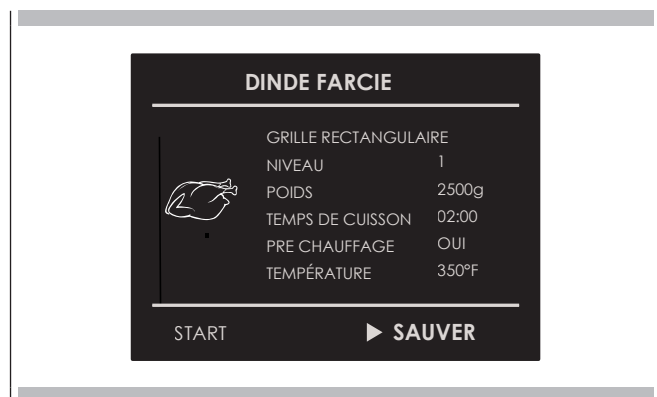 DINDE FARCIE
GRILLE RECTANGULAIRE
NIVEAU 1
POIDS 2500g
TEMPS DE CUISSON 02:00
PRE CHAUFFAGE OUI
TEMPÉRATURE 350°F
START ▶ SAUVER